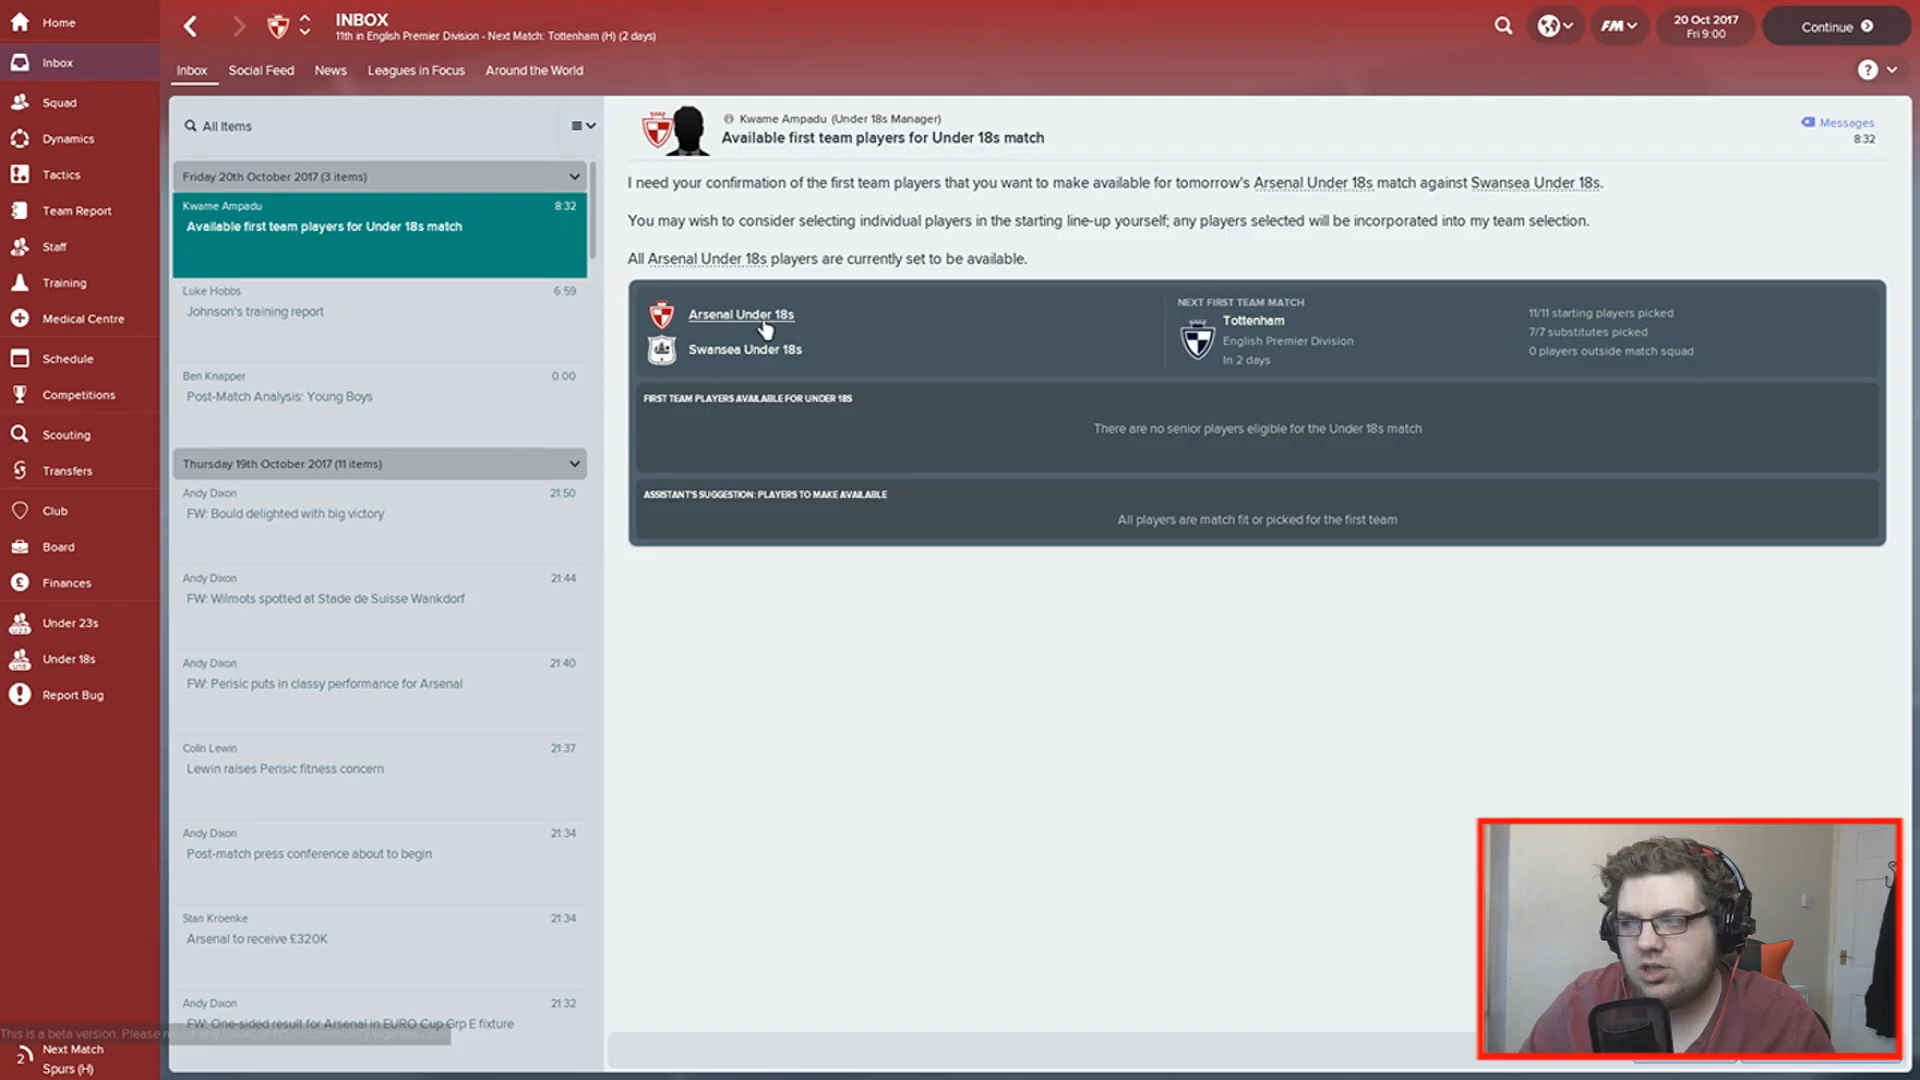 Home
Inbox
Squad
Dynamics
Tactics
Team Report
Staff
Training
Medical Centre
Schedule
Competitions
Scouting
Transfers
Club
Board
Finances
Under 23s
Under 18s
Report Bug
This is a beta version. Please
2
Next Match
Spurs (H)
INBOX
11th in English Premier Division - Next Match: Tottenham (H) (2 days)
FM
20 Oct 2017
Fri 9:00
Continue
Inbox
Social Feed
News
Leagues in Focus
Around the World
?
All Items
Friday 20th October 2017 (3 items)
Kwame Ampadu
8:32
Available first team players for Under 18s match
Luke Hobbs
6:59
Johnson's training report
Ben Knapper
0:00
Post-Match Analysis: Young Boys
Thursday 19th October 2017 (11 items)
Andy Dixon
21:50
FW: Bould delighted with big victory
Andy Dixon
21:44
FW: Wilmots spotted at Stade de Suisse Wankdorf
Andy Dixon
21:40
FW: Perisic puts in classy performance for Arsenal
Colin Lewin
21:37
Lewin raises Perisic fitness concern
Andy Dixon
21:34
Post-match press conference about to begin
Stan Kroenke
21:34
Arsenal to receive £320K
Andy Dixon
21:32
FW: One-sided result for Arsenal in EURO Cup Grp E fixture
Kwame Ampadu (Under 18s Manager)
Available first team players for Under 18s match
Messages
8:32
I need your confirmation of the first team players that you want to make available for tomorrow's Arsenal Under 18s match against Swansea Under 18s.
You may wish to consider selecting individual players in the starting line-up yourself; any players selected will be incorporated into my team selection.
All Arsenal Under 18s players are currently set to be available.
Arsenal Under 18s
Swansea Under 18s
NEXT FIRST TEAM MATCH
Tottenham
English Premier Division
In 2 days
11/11 starting players picked
7/7 substitutes picked
0 players outside match squad
FIRST TEAM PLAYERS AVAILABLE FOR UNDER 18S
There are no senior players eligible for the Under 18s match
ASSISTANT'S SUGGESTION: PLAYERS TO MAKE AVAILABLE
All players are match fit or picked for the first team